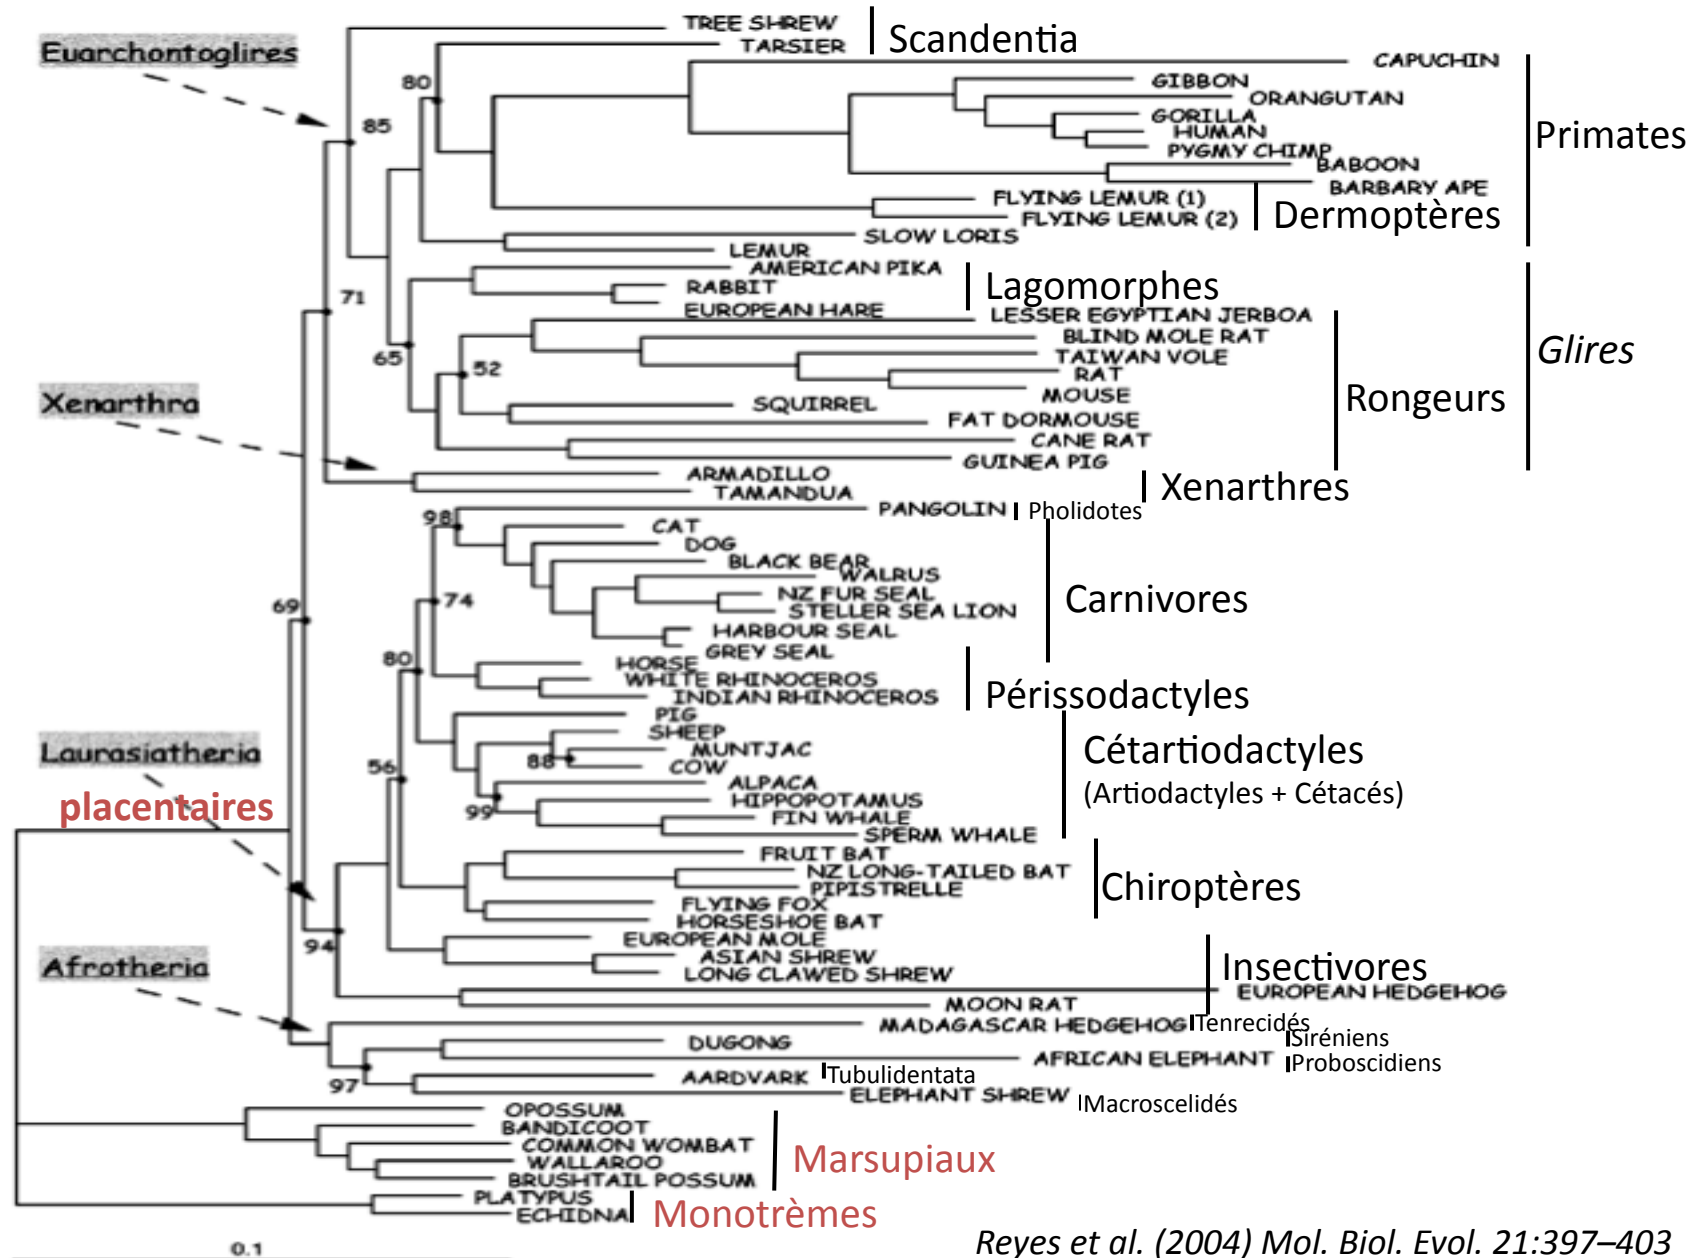 TREE SHREW
Scandentia
TARSIER
Euarchontoglires
CAPUCHIN
80
GIBBON
ORANGUTAN
GORILLA
85
HUMAN
Primates
PYGMY CHIMP
BABOON
BARBARY APE
FLYING LEMUR (1)
FLYING LEMUR (2)
Dermoptères
SLOW LORIS
LEMUR
AMERICAN PIKA
RABBIT
Lagomorphes
71
EUROPEAN HARE
LESSER EGYPTIAN JERBOA
BLIND MOLE RAT
65
TAIWAN VOLE
Glires
52
RAT
MOUSE
Xenarthra
SQUIRREL
Rongeurs
FAT DORMOUSE
CANE RAT
GUINEA PIG
ARMADILLO
Xenarthres
TAMANDUA
98
PANGOLIN
Pholidotes
CAT
DOG
BLACK BEAR
WALRUS
74
NZ FUR SEAL
Carnivores
69
STELLER SEA LION
HARBOUR SEAL
GREY SEAL
80
HORSE
WHITE RHINOCEROS
Périssodactyles
INDIAN RHINOCEROS
PIG
SHEEP
Laurasiatheria
MUNTJAC
Cétartiodactyles
88
COW
56
ALPACA
(Artiodactyles + Cétacés)
placentaires
99
HIPPOPOTAMUS
FIN WHALE
SPERM WHALE
FRUIT BAT
NZ LONG-TAILED BAT
PIPISTRELLE
Chiroptères
FLYING FOX
HORSESHOE BAT
94
EUROPEAN MOLE
ASIAN SHREW
Afrotheria
LONG CLAWED SHREW
Insectivores
EUROPEAN HEDGEHOG
MOON RAT
MADAGASCAR HEDGEHOG
Tenrecidés
DUGONG
Siréniens
AFRICAN ELEPHANT
Proboscidiens
97
AARDVARK
Tubulidentata
ELEPHANT SHREW
Macroscelidés
OPOSSUM
BANDICOOT
COMMON WOMBAT
WALLAROO
Marsupiaux
BRUSHTAIL POSSUM
PLATYPUS
ECHIDNA
Monotrèmes
0.1
Reyes et al. (2004) Mol. Biol. Evol. 21:397–403